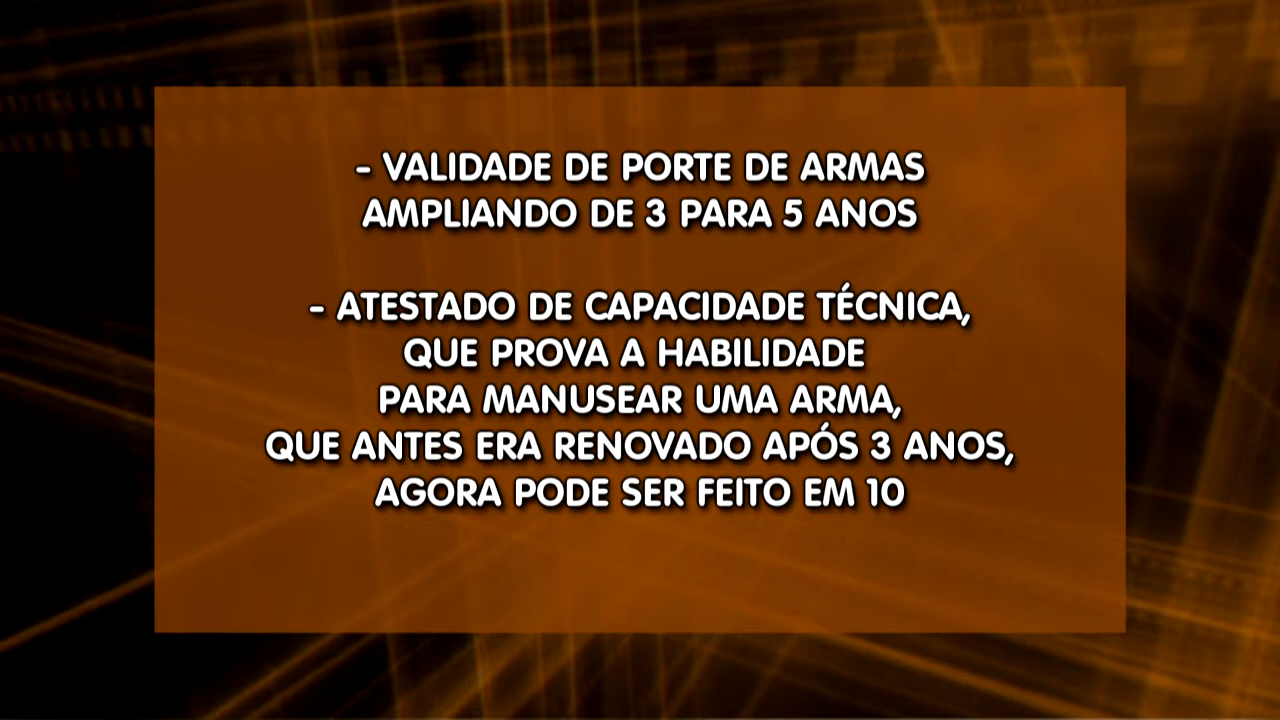 - VALIDADE DE PORTE DE ARMAS
AMPLIANDO DE 3 PARA 5 ANOS
- ATESTADO DE CAPACIDADE TÉCNICA,
QUE PROVA A HABILIDADE
PARA MANUSEAR UMA ARMA,
QUE ANTES ERA RENOVADO APÓS 3 ANOS,
AGORA PODE SER FEITO EM 10